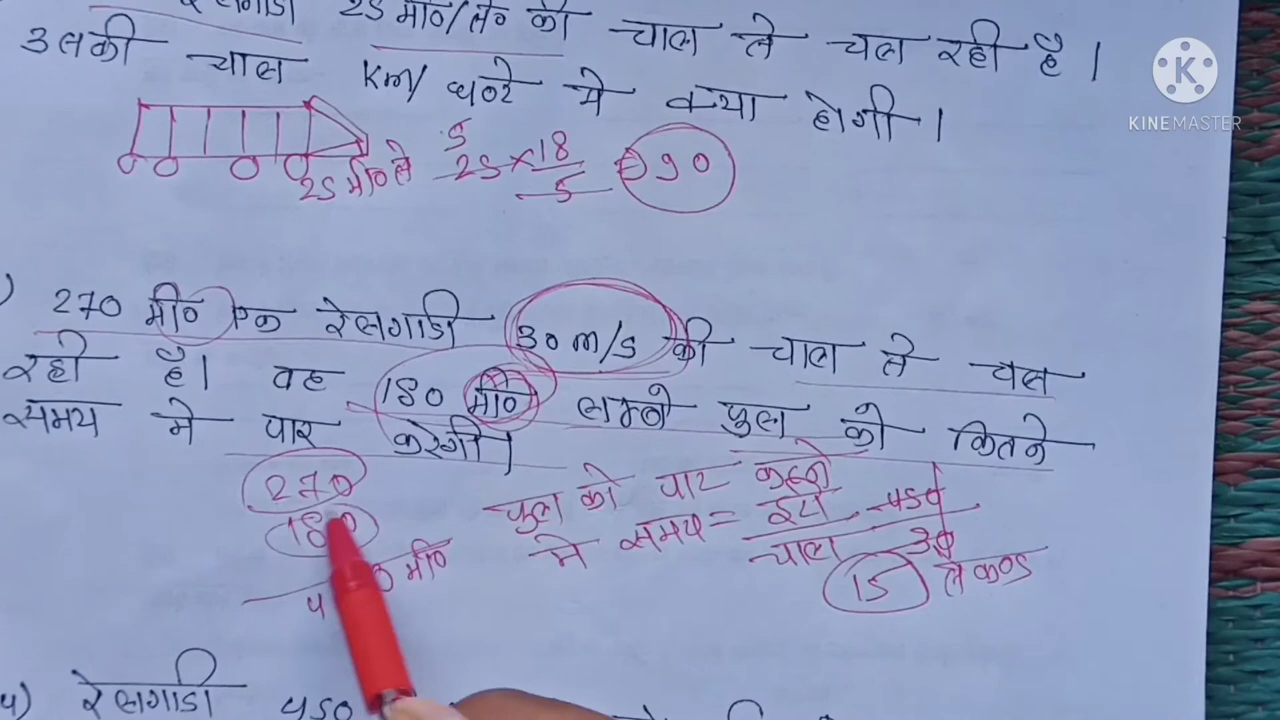 रेलगाडी 25 मी०/से० की चाल से चल रही है।
उसकी चाल Km/ घण्टे मे क्या होगी।
K
KINEMASTER
25 मी० से
5
25 × 18/5 = 90
270 मी० एक रेलगाडी 30 m/s की चाल से चल
रही है। वह 180 मी० लम्बे पुल को कितने
समय मे पार करेगी।
270
180
मी०
पुल को पार करने
मे समय = दूरी/चाल 450/30
15 सेकण्ड
4) रेलगाडी 450